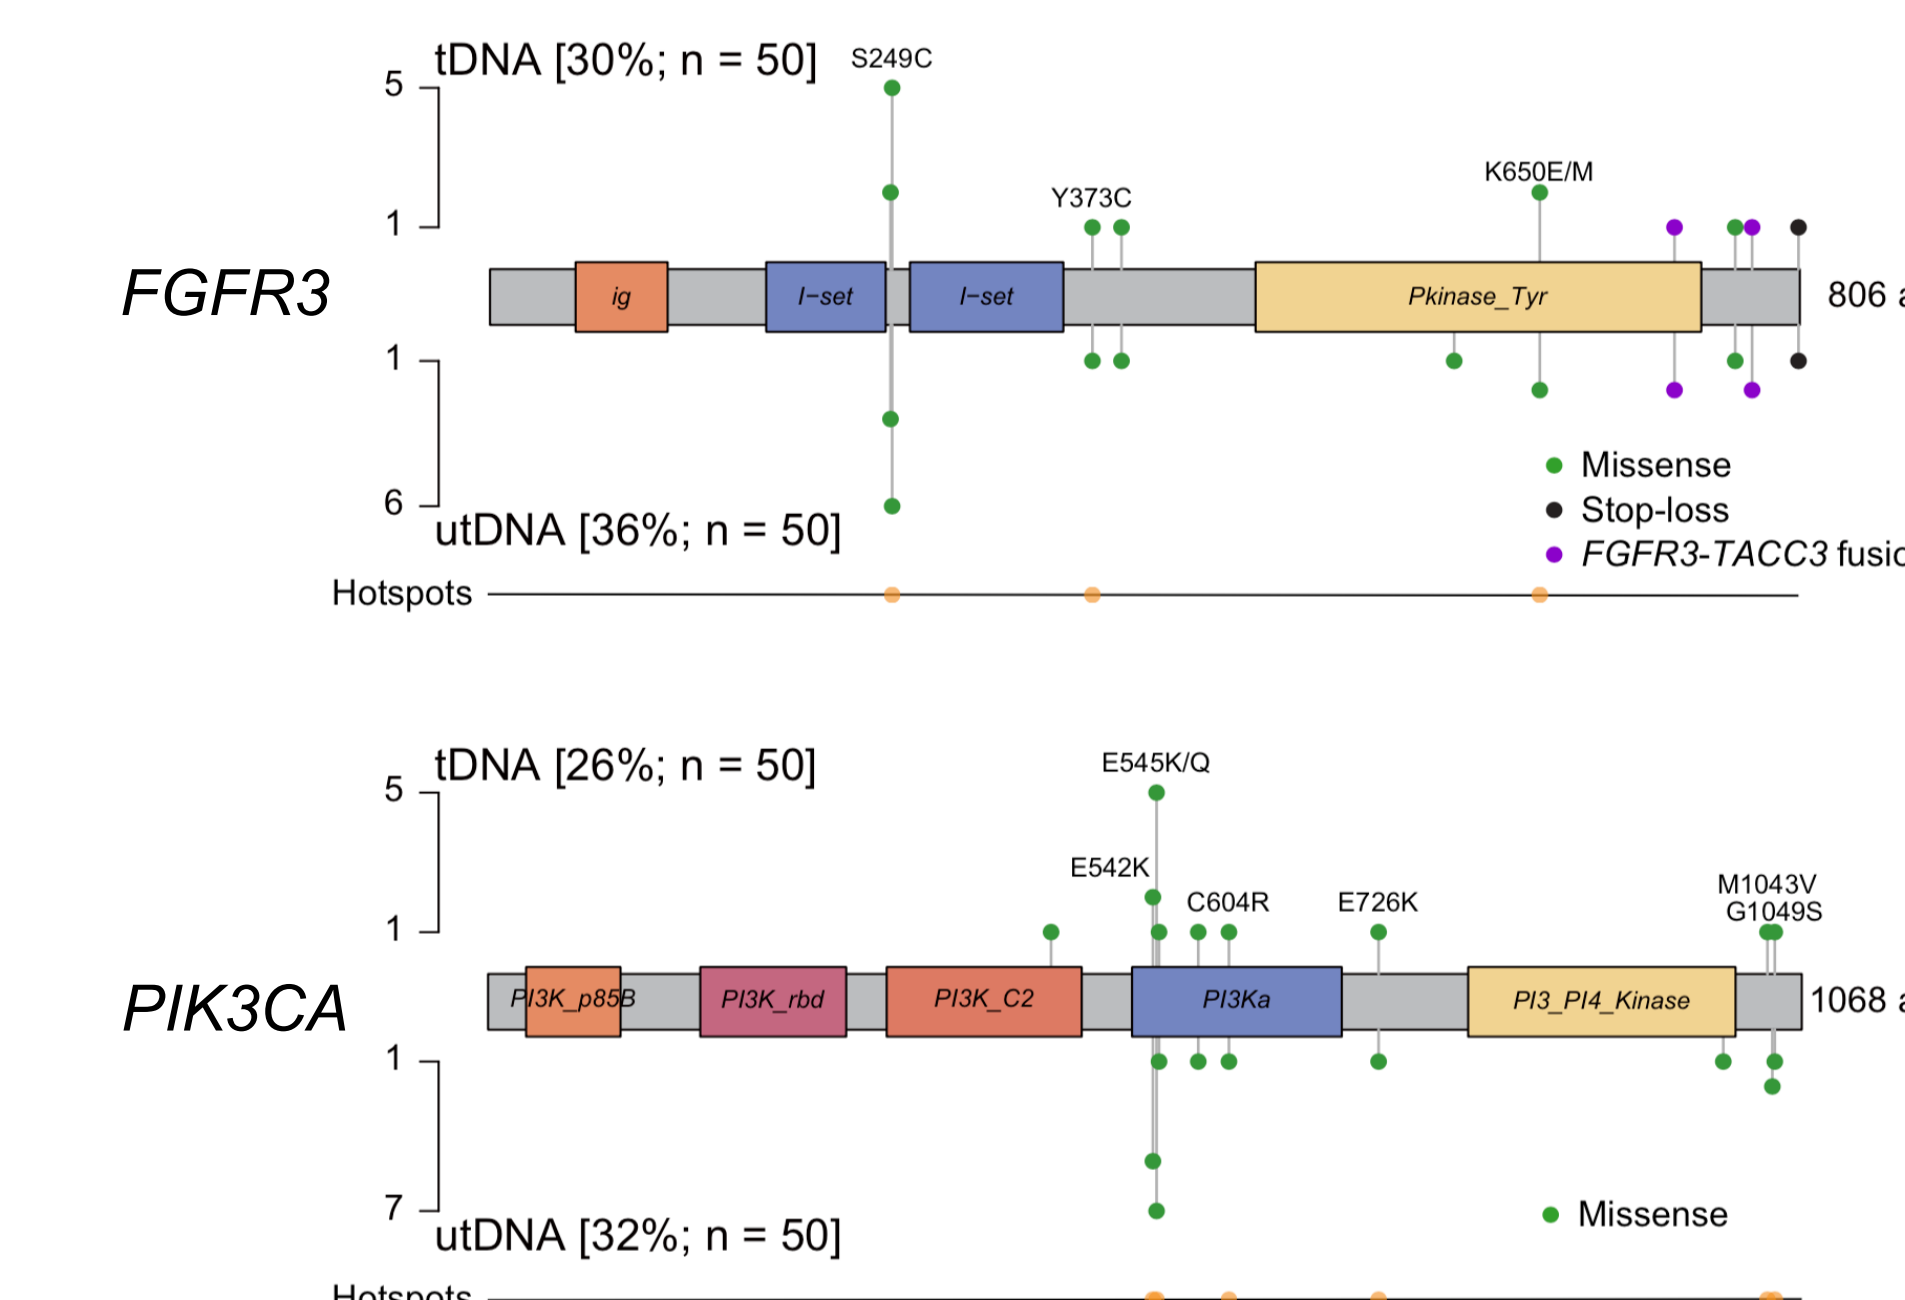 tDNA [30%; n = 50]
S249C
5
K650E/M
Y373C
1
FGFR3
ig
I−set
I−set
Pkinase_Tyr
806 a
1
Missense
6
utDNA [36%; n = 50]
Stop-loss
FGFR3-TACC3 fusio
Hotspots
tDNA [26%; n = 50]
E545K/Q
5
E542K
M1043V
C604R
E726K
G1049S
1
PIK3CA
PI3K_p85B
PI3K_rbd
PI3K_C2
PI3Ka
PI3_PI4_Kinase
1068 a
1
7
Missense
utDNA [32%; n = 50]
Hotspots